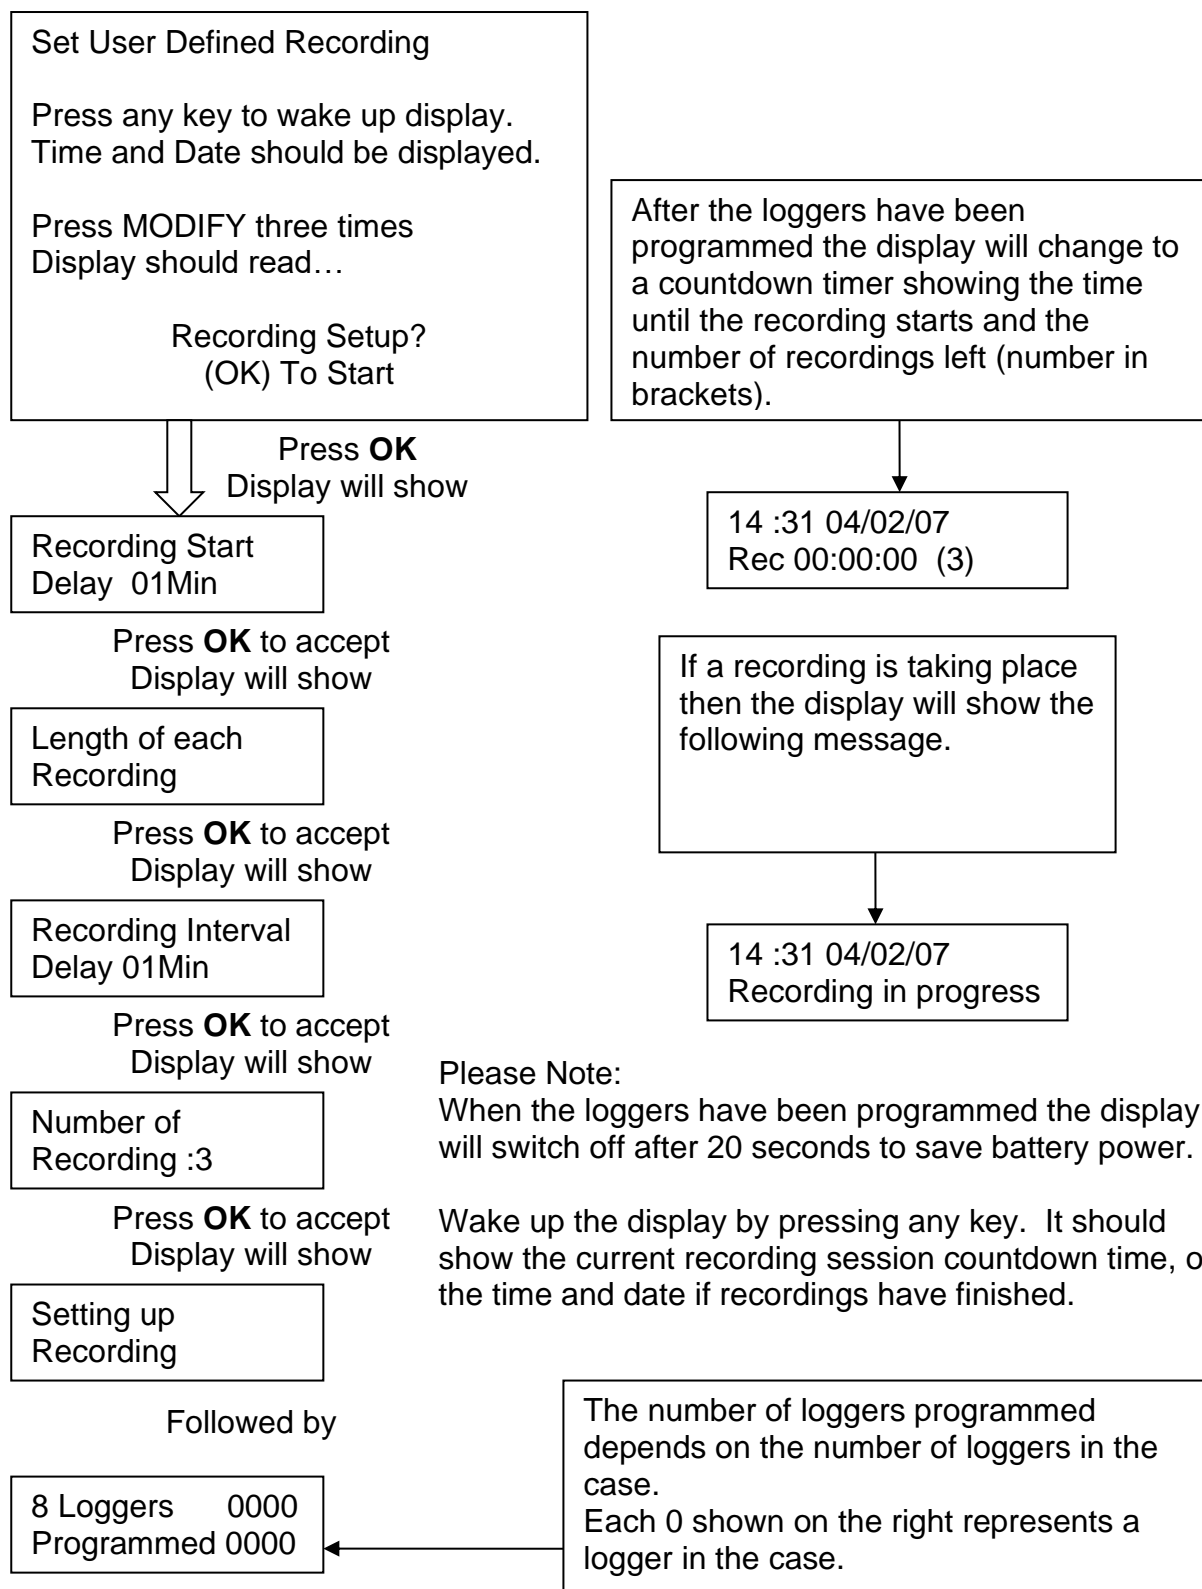 Set User Defined Recording
Press any key to wake up display.
Time and Date should be displayed.
Press MODIFY three times
Display should read…
Recording Setup?
(OK) To Start
Press OK
Display will show
Recording Start
Delay 01Min
Press OK to accept
Display will show
Length of each
Recording
Press OK to accept
Display will show
Recording Interval
Delay 01Min
Press OK to accept
Display will show
Number of
Recording :3
Press OK to accept
Display will show
Setting up
Recording
Followed by
8 Loggers 0000
Programmed 0000
After the loggers have been
programmed the display will change to
a countdown timer showing the time
until the recording starts and the
number of recordings left (number in
brackets).
14 :31 04/02/07
Rec 00:00:00 (3)
If a recording is taking place
then the display will show the
following message.
14 :31 04/02/07
Recording in progress
Please Note:
When the loggers have been programmed the display
will switch off after 20 seconds to save battery power.
Wake up the display by pressing any key. It should
show the current recording session countdown time,
the time and date if recordings have finished.
The number of loggers programmed
depends on the number of loggers in the
case.
Each 0 shown on the right represents a
logger in the case.